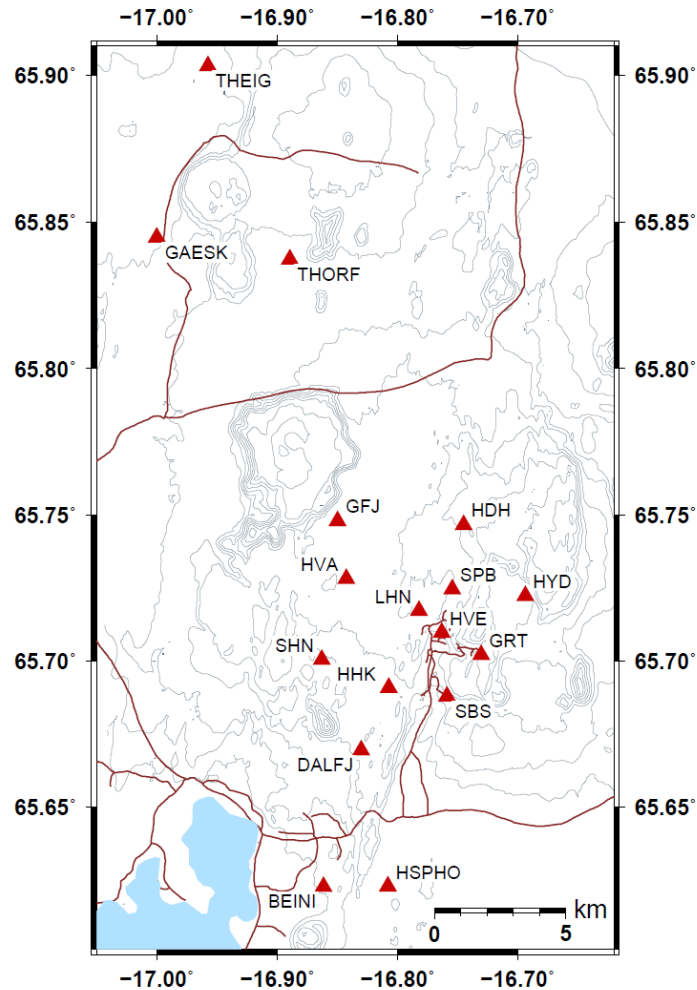 −17.00˚ −16.90˚ −16.80˚ −16.70˚
65.90˚ 65.90˚
THEIG
65.85˚ 65.85˚
GAESK
THORF
65.80˚ 65.80˚
65.75˚ 65.75˚
GFJ HDH
HVA SPB HYD
LHN
HVE
SHN GRT
65.70˚ 65.70˚
HHK
SBS
DALFJ
65.65˚ 65.65˚
HSPHO
BEINI
km
0 5
−17.00˚ −16.90˚ −16.80˚ −16.70˚